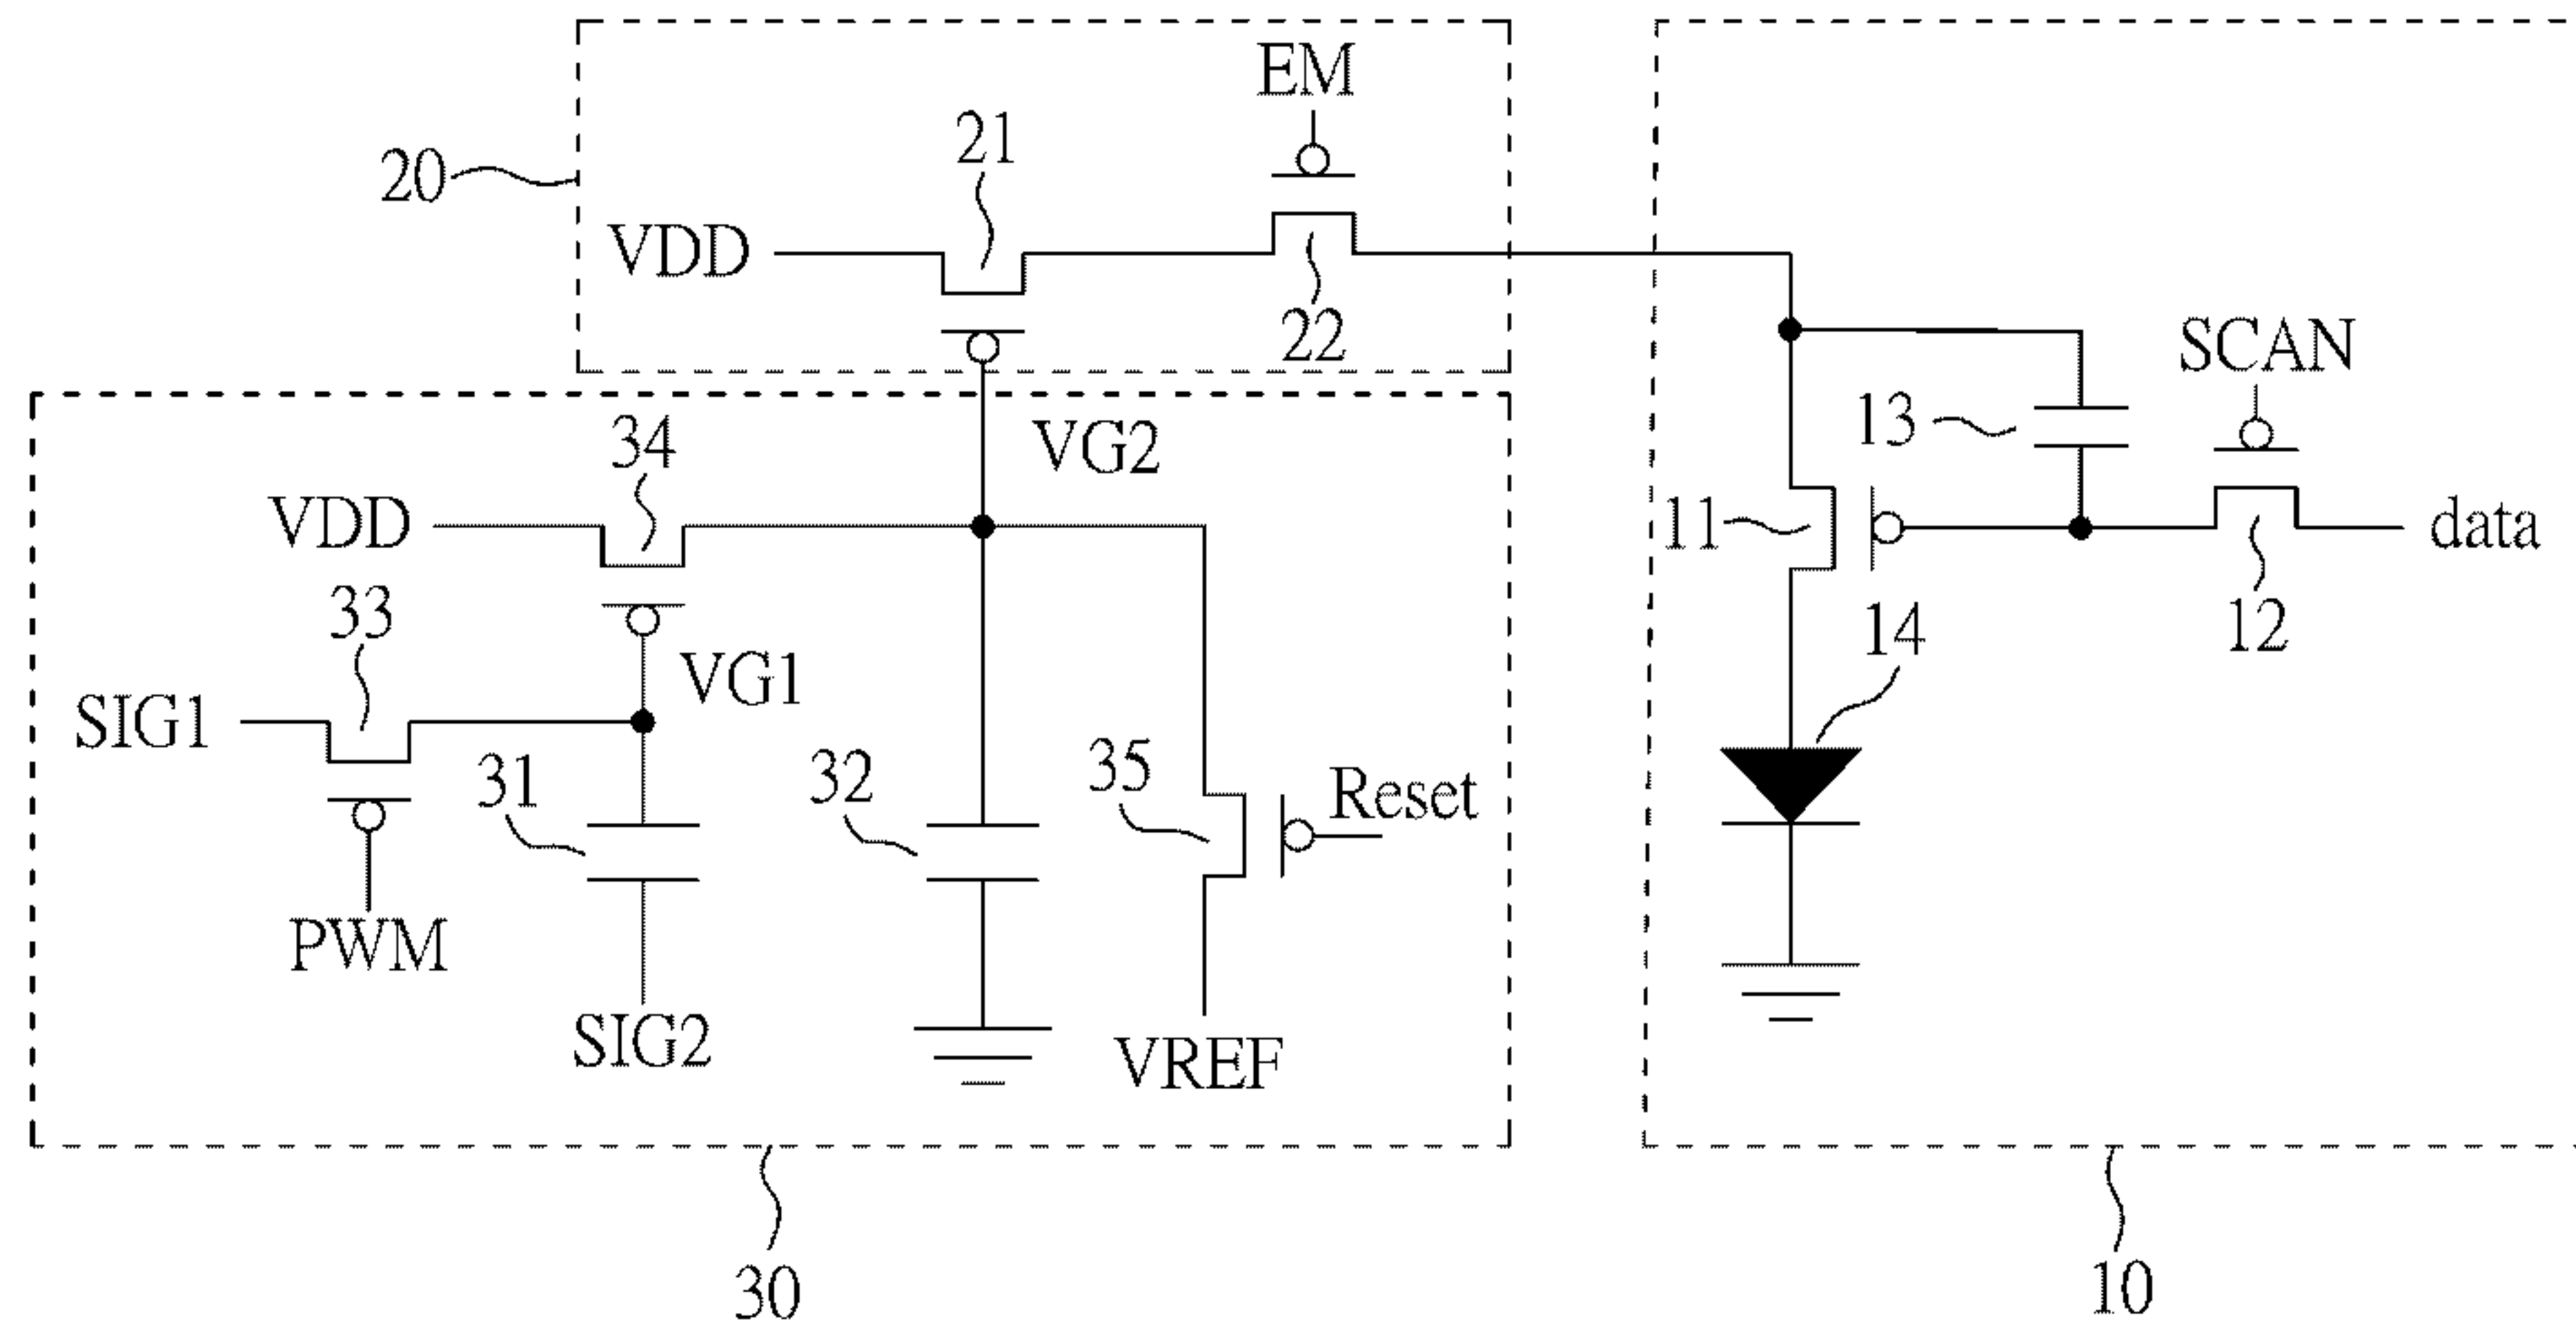 EM
21
20
VDD
22
SCAN
13
34
VG2
VDD
11
data
33
14
12
VG1
SIG1
31
32
35
Reset
PWM
SIG2
VREF
30
10